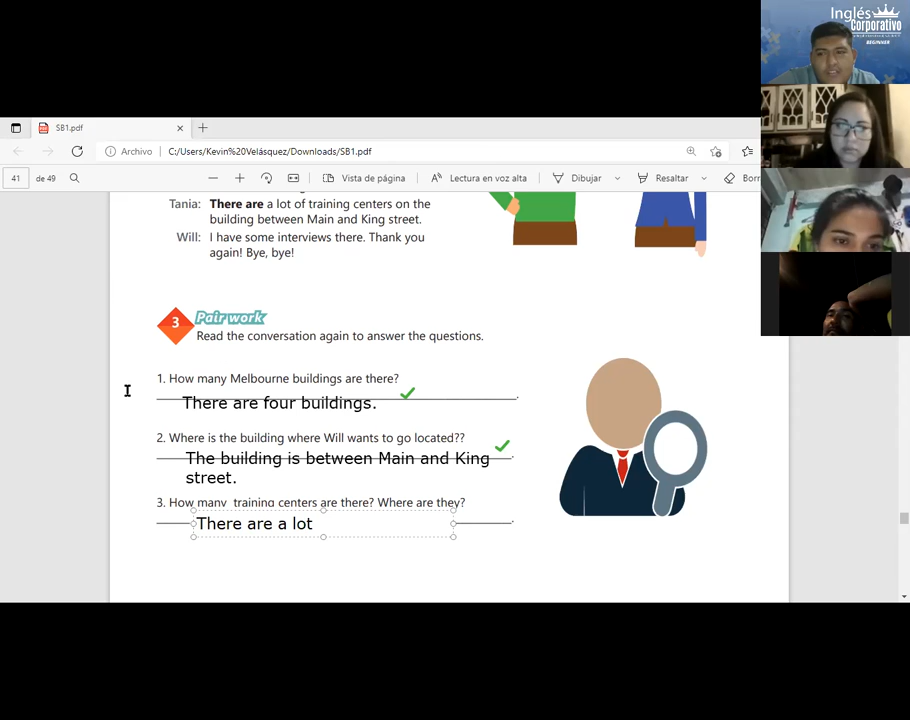 Inglés
Corporativo
BEGINNER
SB1.pdf
Archivo
C:/Users/Kevin%20Velásquez/Downloads/SB1.pdf
41
de 49
Vista de página
Lectura en voz alta
Dibujar
Resaltar
Borr
Tania: There are a lot of training centers on the
building between Main and King street.
Will: I have some interviews there. Thank you
again! Bye, bye!
3
Pair work
Read the conversation again to answer the questions.
1. How many Melbourne buildings are there?
There are four buildings.
2. Where is the building where Will wants to go located??
The building is between Main and King
street.
3. How many training centers are there? Where are they?
There are a lot